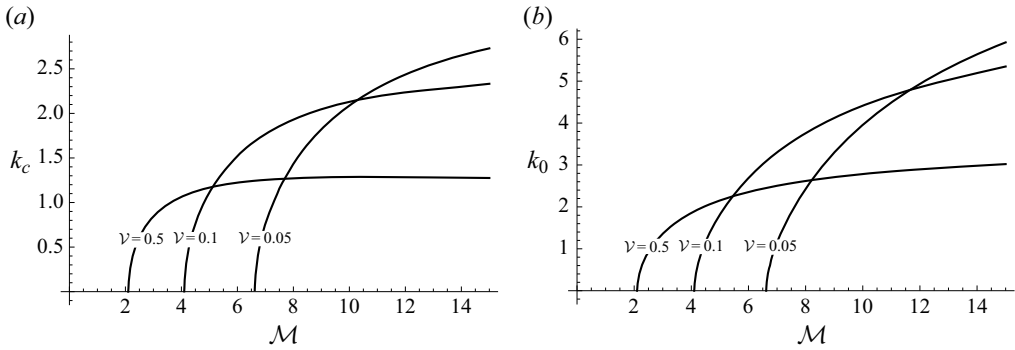 (a)
2.5
2.0
k_c 1.5
1.0
0.5
𝒱 = 0.5 𝒱 = 0.1 𝒱 = 0.05
2 4 6 8 10 12 14
ℳ
(b)
6
5
4
k_0 3
2
1
𝒱 = 0.5 𝒱 = 0.1 𝒱 = 0.05
2 4 6 8 10 12 14
ℳ